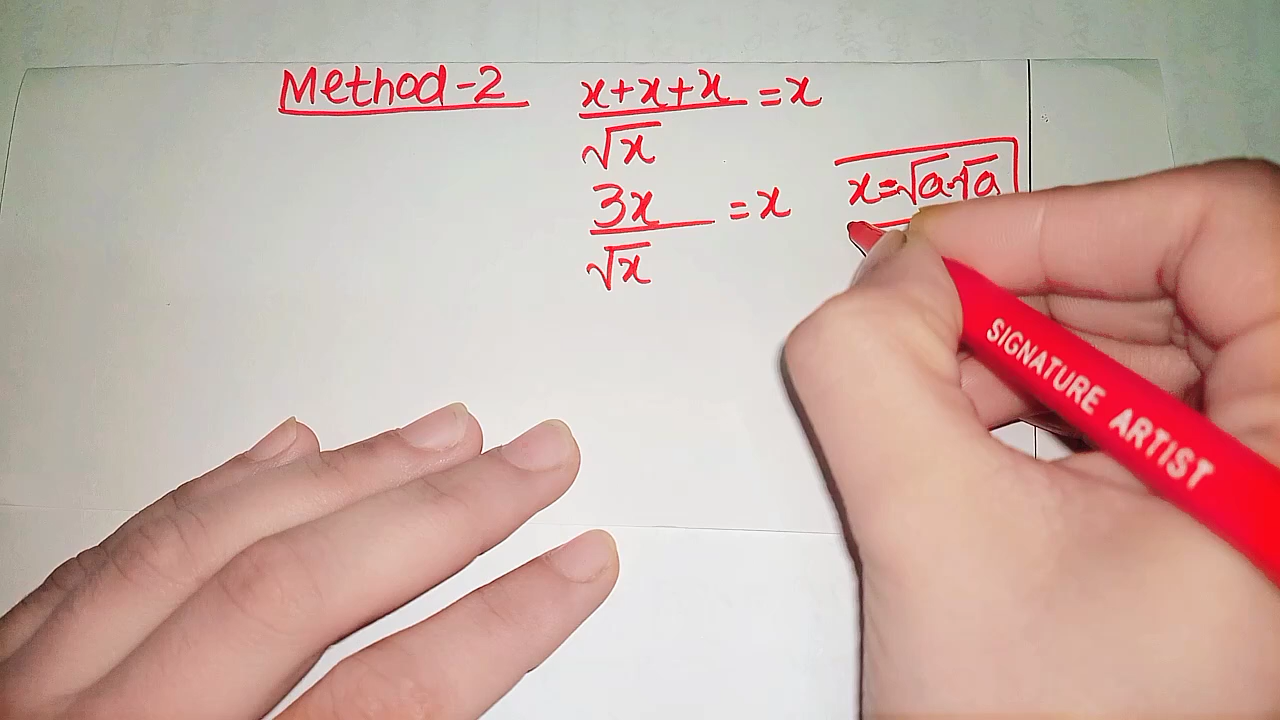 Method-2
x+x+x = x
√x
3x = x
√x
x=√a·√a
SIGNATURE ARTIST